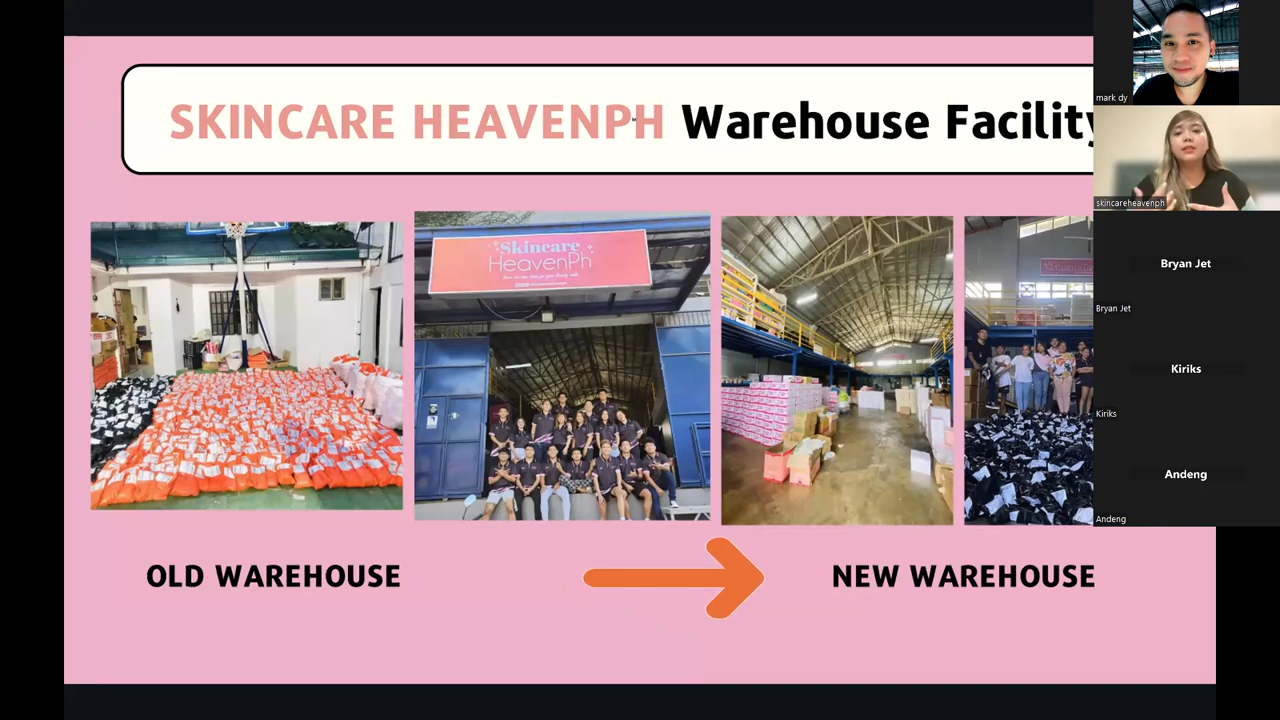 SKINCARE HEAVENPH Warehouse Facility
Skincare
HeavenPh
OLD WAREHOUSE
NEW WAREHOUSE
mark dy
skincareheavenph
Bryan Jet
Bryan Jet
Kiriks
Kiriks
Andeng
Andeng